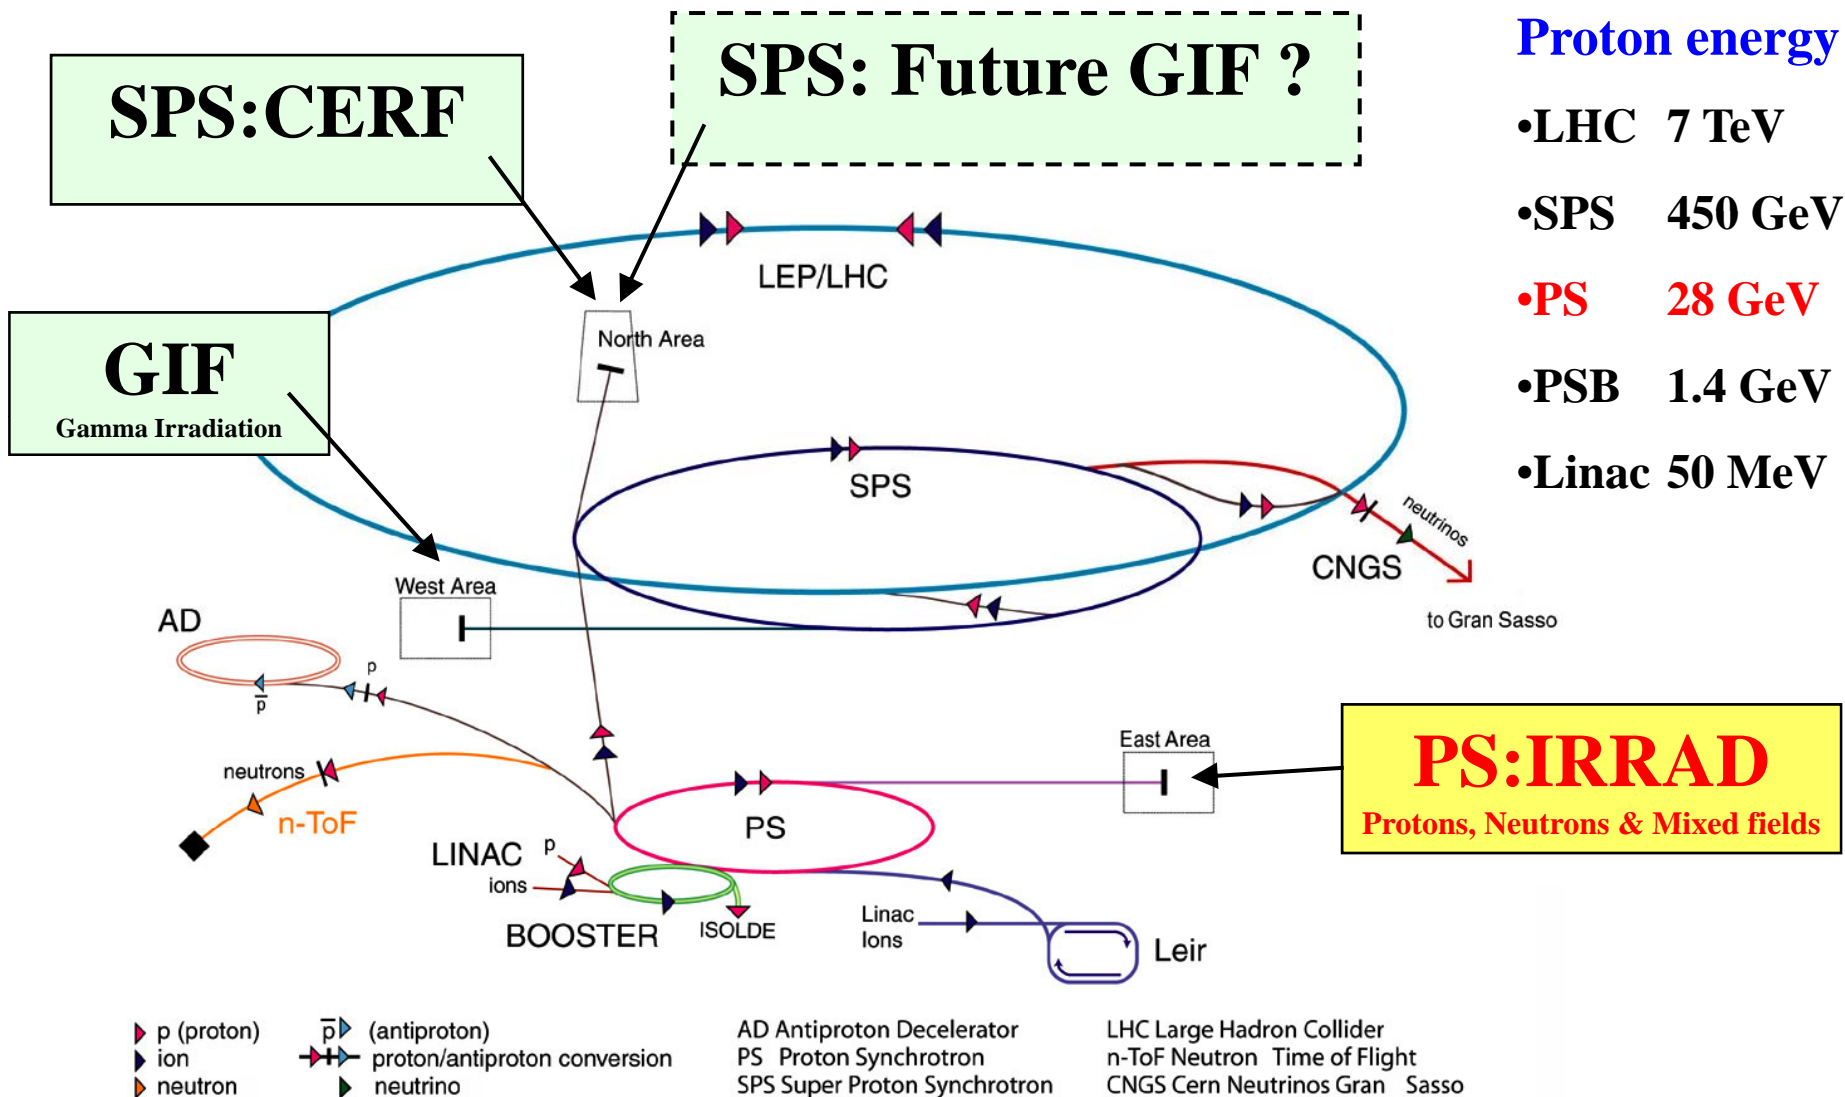 SPS:CERF
SPS: Future GIF ?
Proton energy
•LHC 7 TeV
•SPS 450 GeV
•PS 28 GeV
•PSB 1.4 GeV
•Linac 50 MeV
LEP/LHC
North Area
GIF
Gamma Irradiation
SPS
neutrinos
CNGS
to Gran Sasso
West Area
AD
p
p̅
East Area
PS:IRRAD
Protons, Neutrons & Mixed fields
neutrons
n-ToF
PS
LINAC p
ions
BOOSTER
ISOLDE
Linac
Ions
Leir
p (proton)
ion
neutron
p̅ (antiproton)
proton/antiproton conversion
neutrino
AD Antiproton Decelerator
PS Proton Synchrotron
SPS Super Proton Synchrotron
LHC Large Hadron Collider
n-ToF Neutron Time of Flight
CNGS Cern Neutrinos Gran Sasso